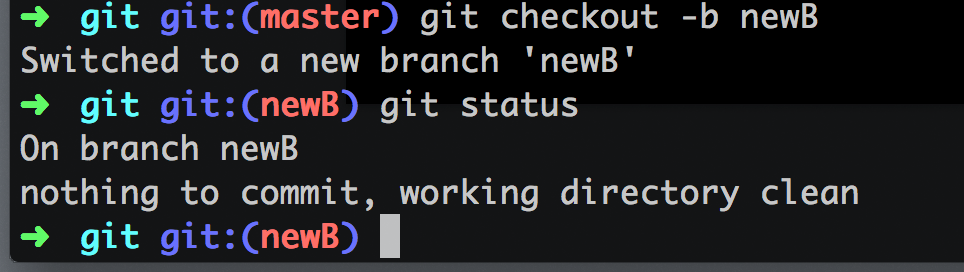 ➜  git git:(master) git checkout -b newB
Switched to a new branch 'newB'
➜  git git:(newB) git status
On branch newB
nothing to commit, working directory clean
➜  git git:(newB)